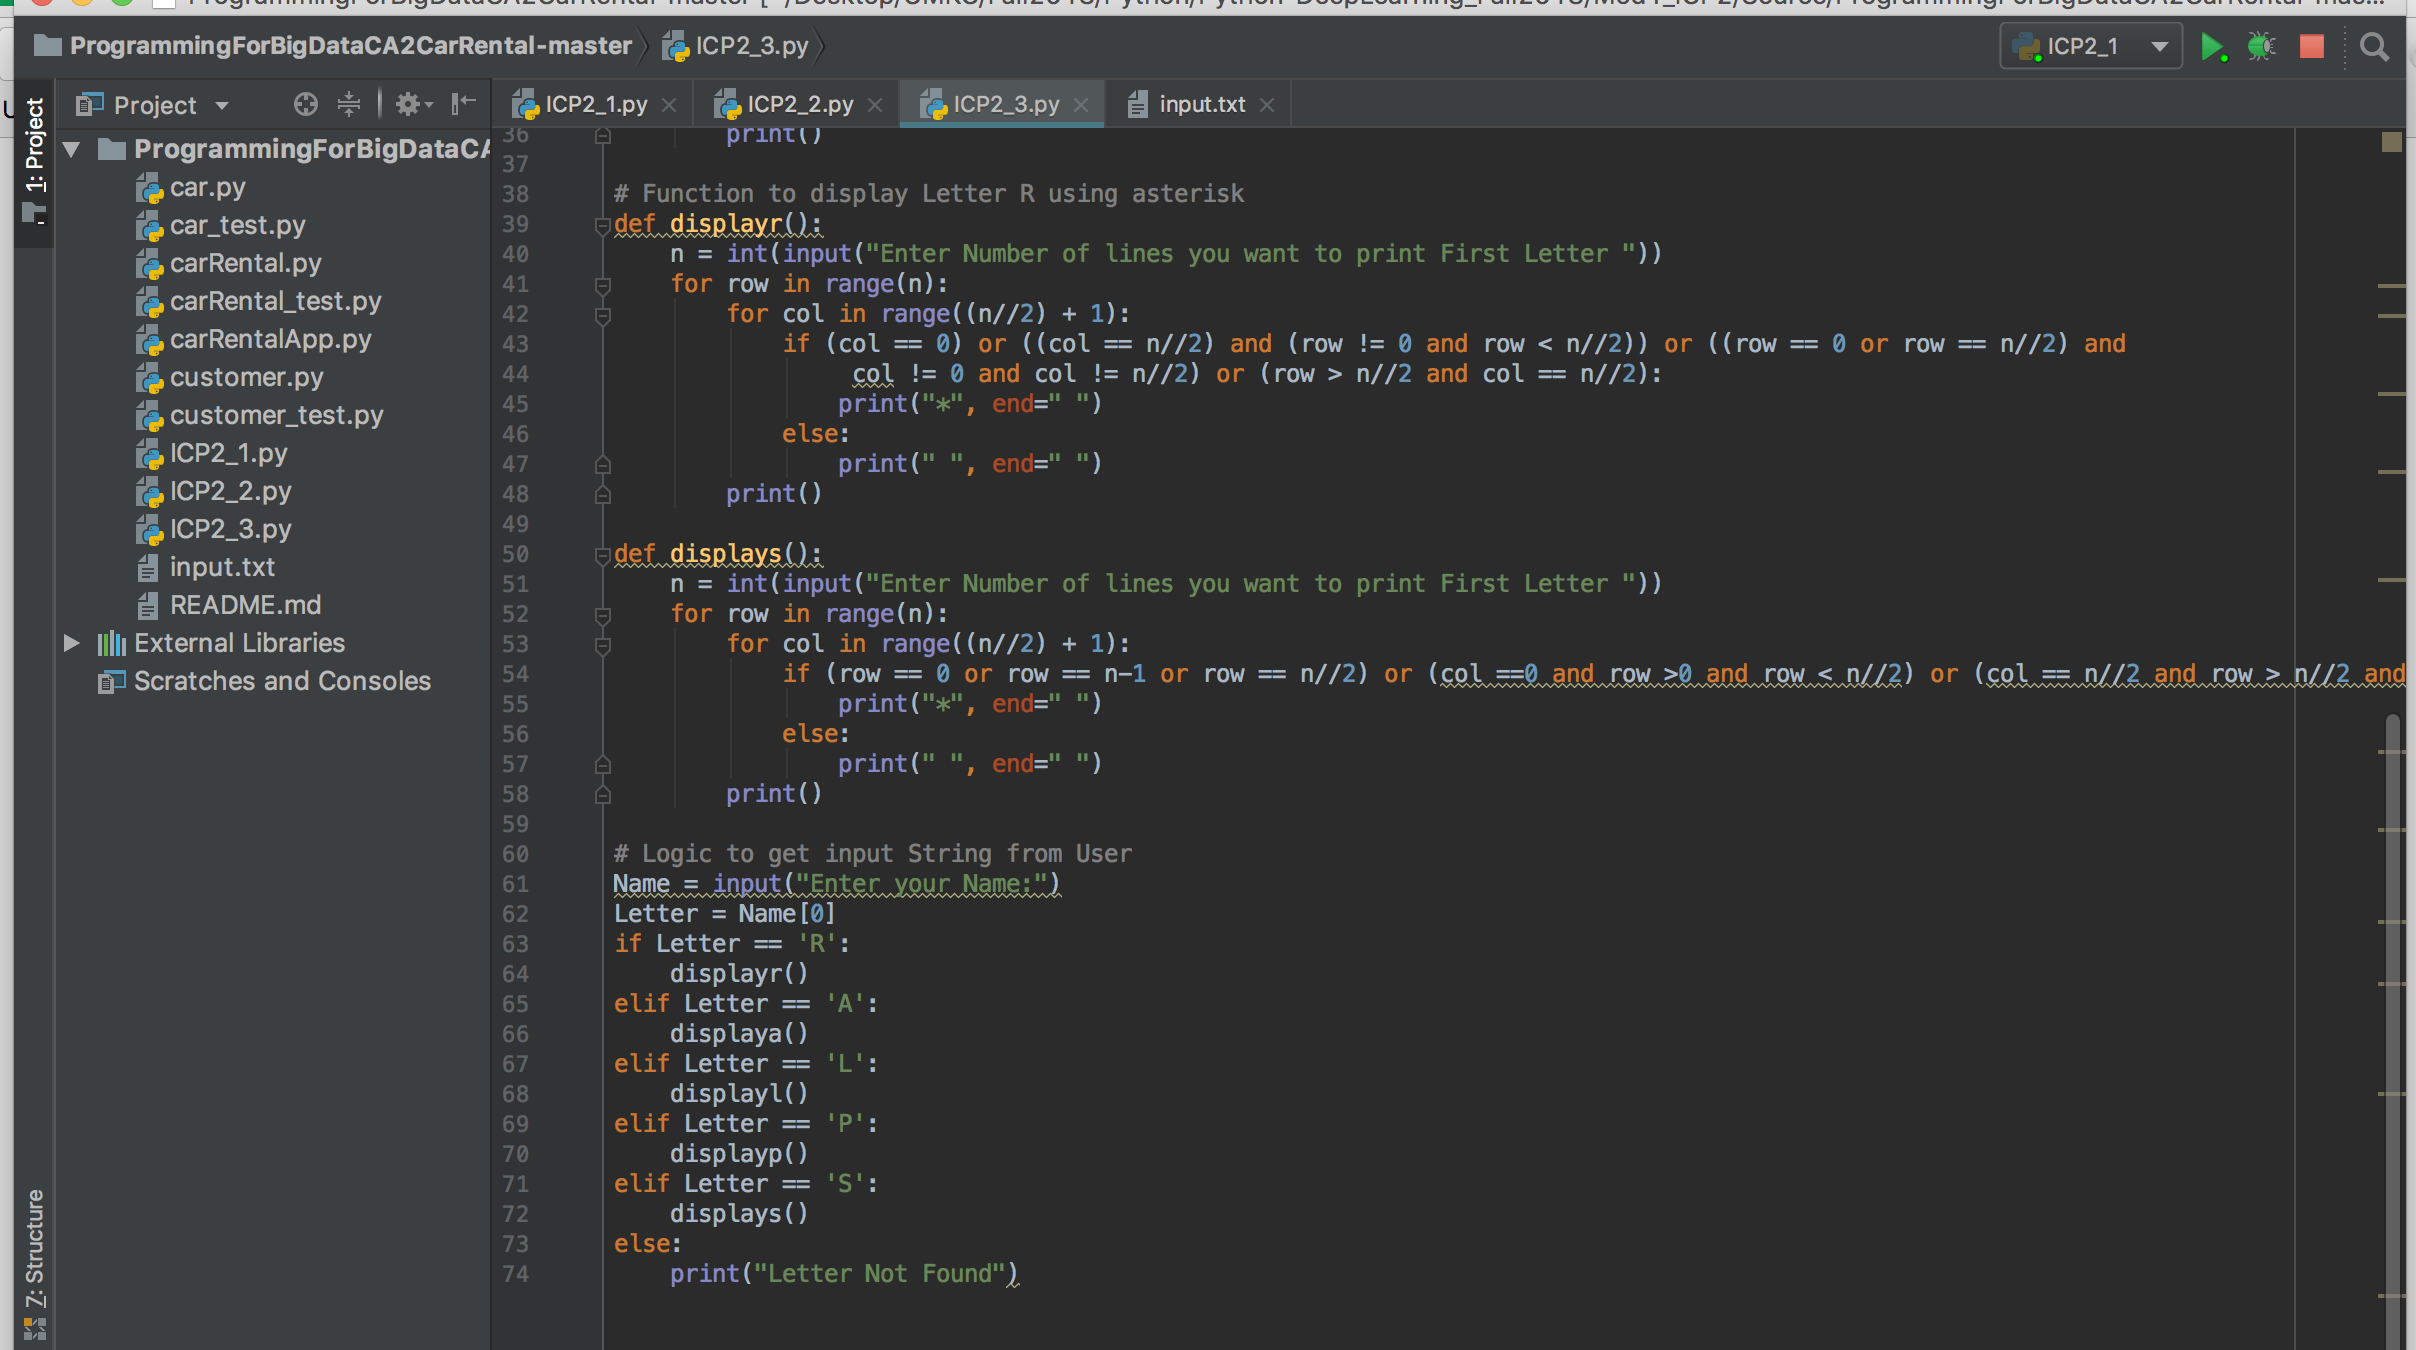 ProgrammingForBigDataCA2CarRental-master ICP2_3.py ICP2_1
1: Project
Project
ICP2_1.py ICP2_2.py ICP2_3.py input.txt
ProgrammingForBigDataCA
car.py
car_test.py
carRental.py
carRental_test.py
carRentalApp.py
customer.py
customer_test.py
ICP2_1.py
ICP2_2.py
ICP2_3.py
input.txt
README.md
External Libraries
Scratches and Consoles
7: Structure
36 print()
37
38 # Function to display Letter R using asterisk
39 def displayr():
40 n = int(input("Enter Number of lines you want to print First Letter "))
41 for row in range(n):
42 for col in range((n//2) + 1):
43 if (col == 0) or ((col == n//2) and (row != 0 and row < n//2)) or ((row == 0 or row == n//2) and
44 col != 0 and col != n//2) or (row > n//2 and col == n//2):
45 print("*", end=" ")
46 else:
47 print(" ", end=" ")
48 print()
49
50 def displays():
51 n = int(input("Enter Number of lines you want to print First Letter "))
52 for row in range(n):
53 for col in range((n//2) + 1):
54 if (row == 0 or row == n-1 or row == n//2) or (col ==0 and row >0 and row < n//2) or (col == n//2 and row > n//2 and
55 print("*", end=" ")
56 else:
57 print(" ", end=" ")
58 print()
59
60 # Logic to get input String from User
61 Name = input("Enter your Name:")
62 Letter = Name[0]
63 if Letter == 'R':
64 displayr()
65 elif Letter == 'A':
66 displaya()
67 elif Letter == 'L':
68 displayl()
69 elif Letter == 'P':
70 displayp()
71 elif Letter == 'S':
72 displays()
73 else:
74 print("Letter Not Found")